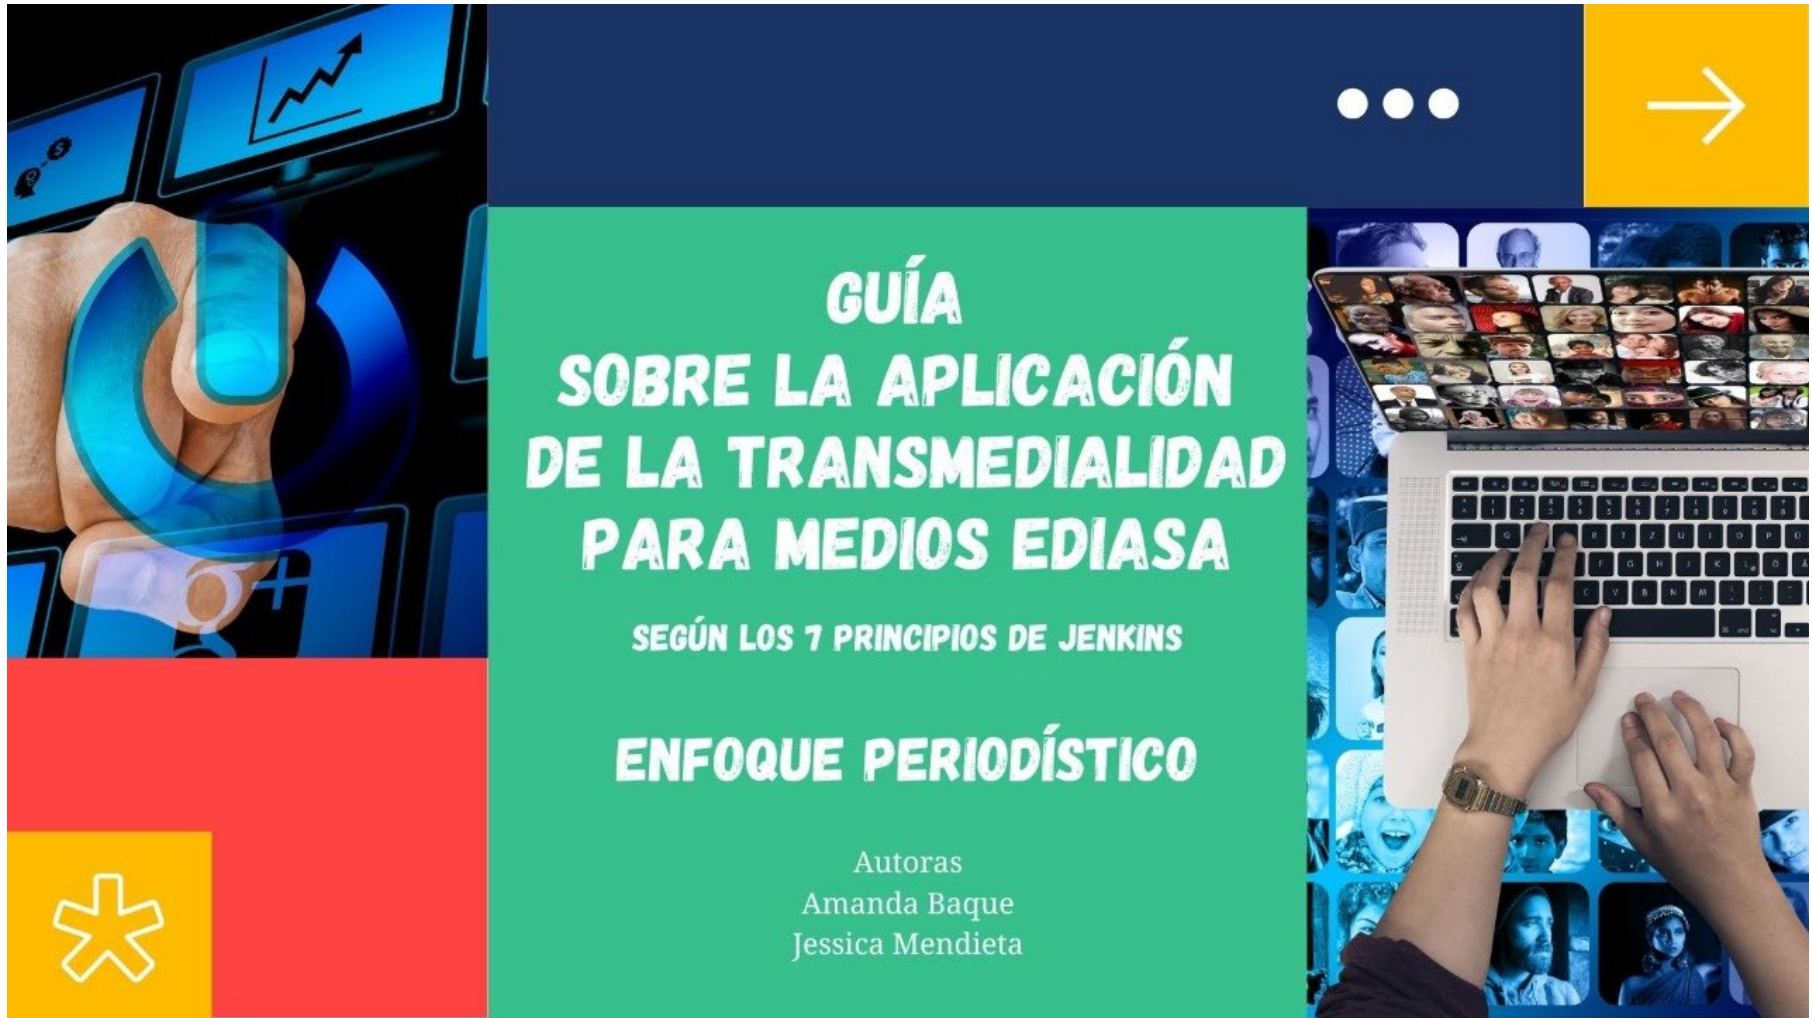 GUÍA
SOBRE LA APLICACIÓN
DE LA TRANSMEDIALIDAD
PARA MEDIOS EDIASA
SEGÚN LOS 7 PRINCIPIOS DE JENKINS
ENFOQUE PERIODÍSTICO
Autoras
Amanda Baque
Jessica Mendieta